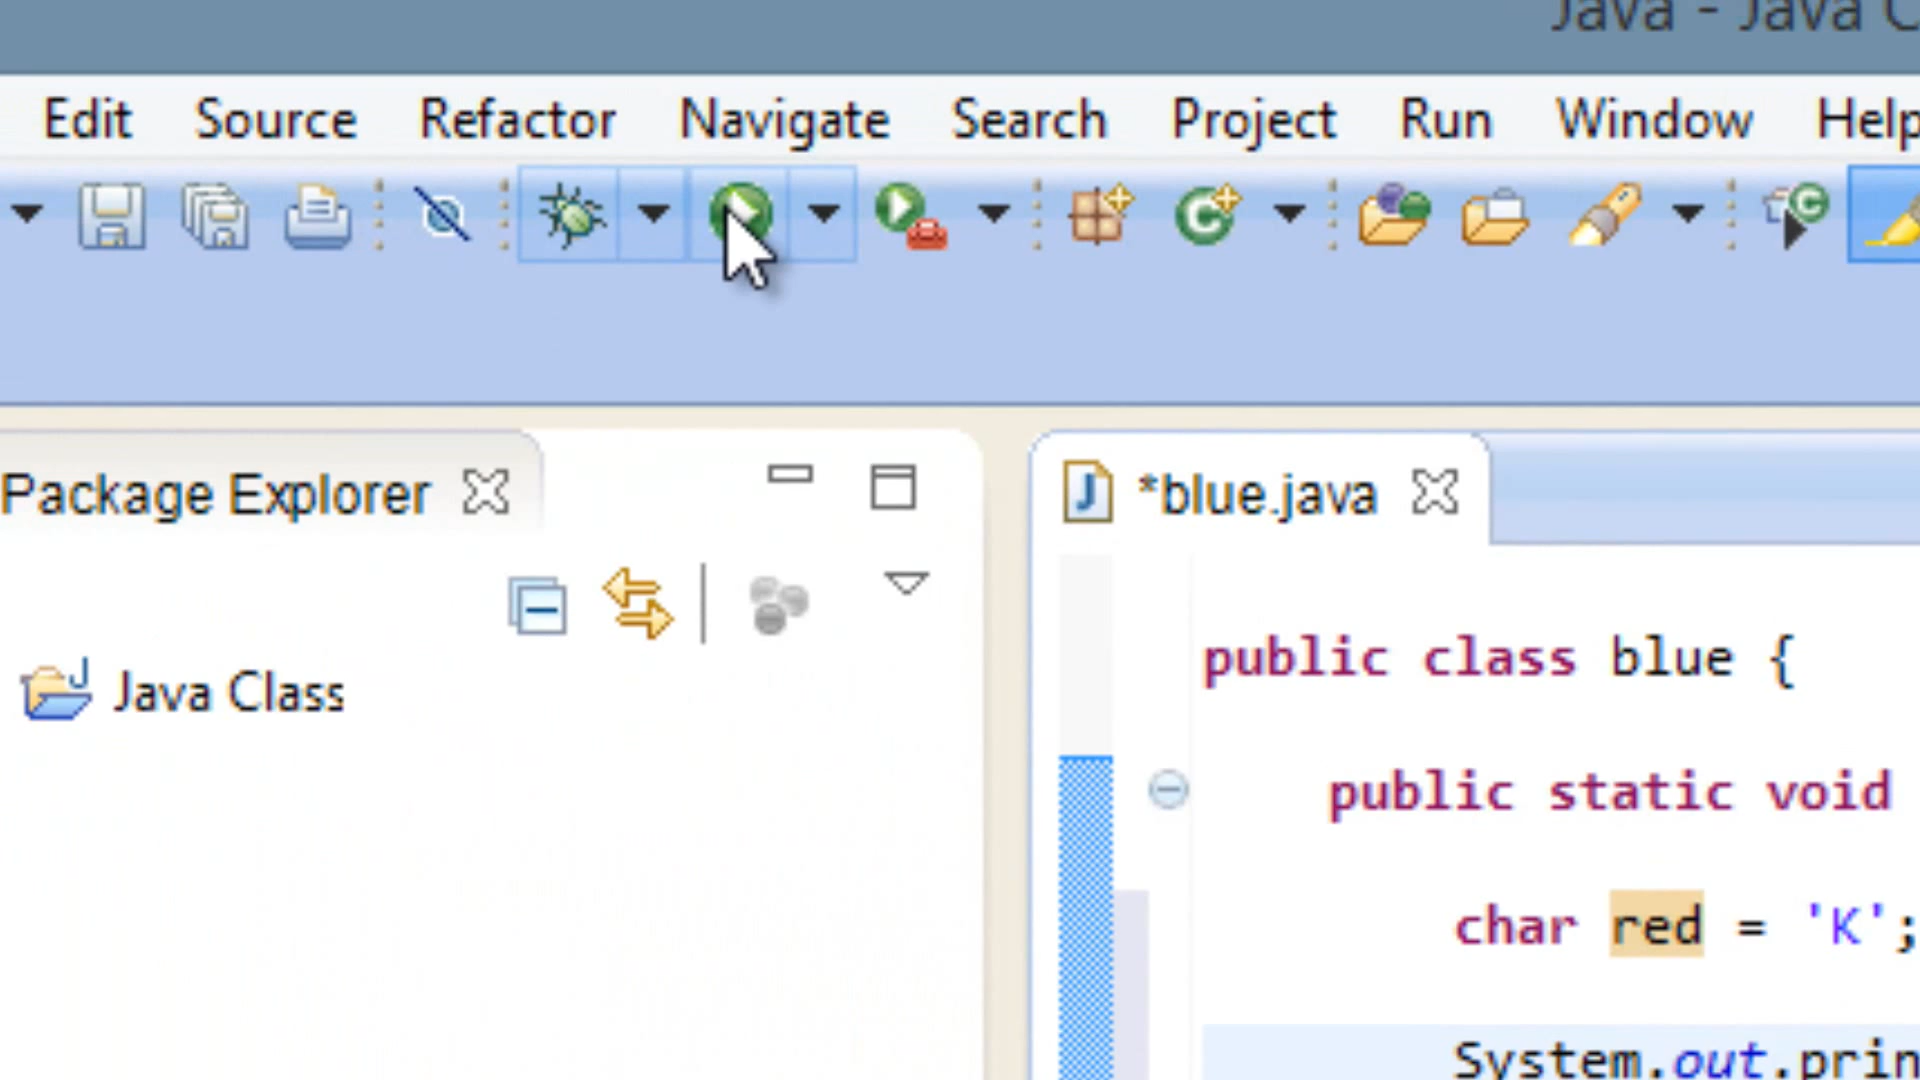 Java - Java C
Edit Source Refactor Navigate Search Project Run Window Help
Package Explorer
*blue.java
Java Class
public class blue {
public static void
char red = 'K';
System.out.prin